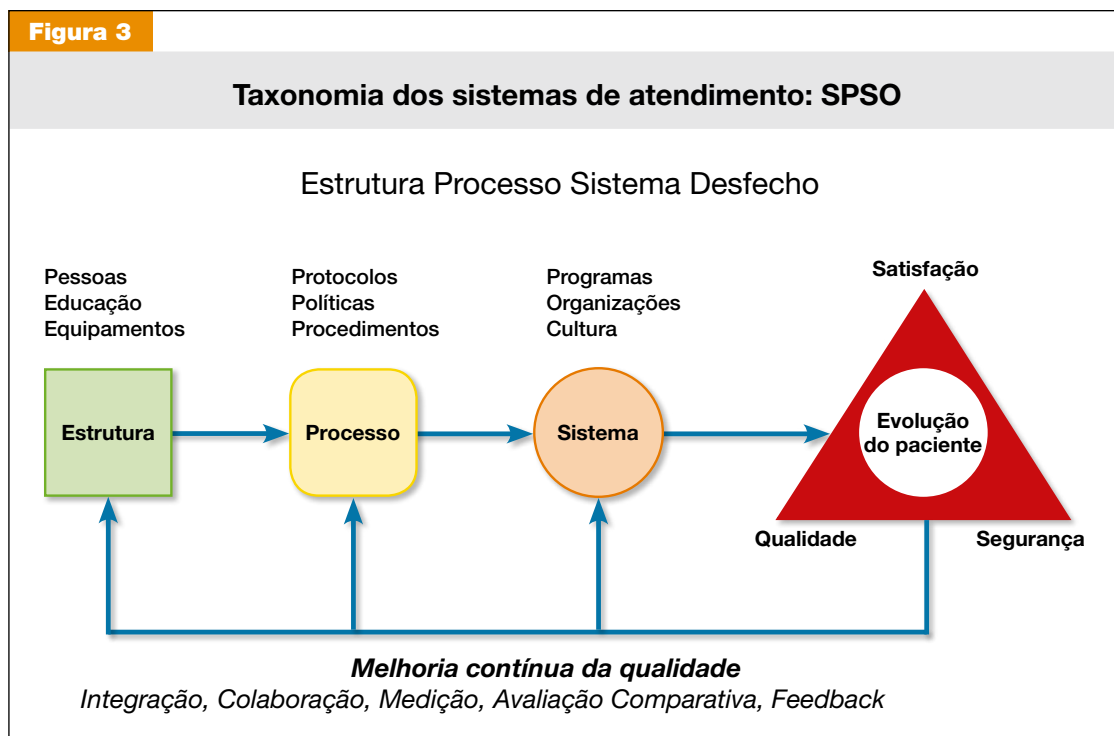 Figura 3
Taxonomia dos sistemas de atendimento: SPSO
Estrutura Processo Sistema Desfecho
Pessoas
Educação
Equipamentos
Protocolos
Políticas
Procedimentos
Programas
Organizações
Cultura
Satisfação
Estrutura
Processo
Sistema
Evolução
do paciente
Qualidade
Segurança
Melhoria contínua da qualidade
Integração, Colaboração, Medição, Avaliação Comparativa, Feedback